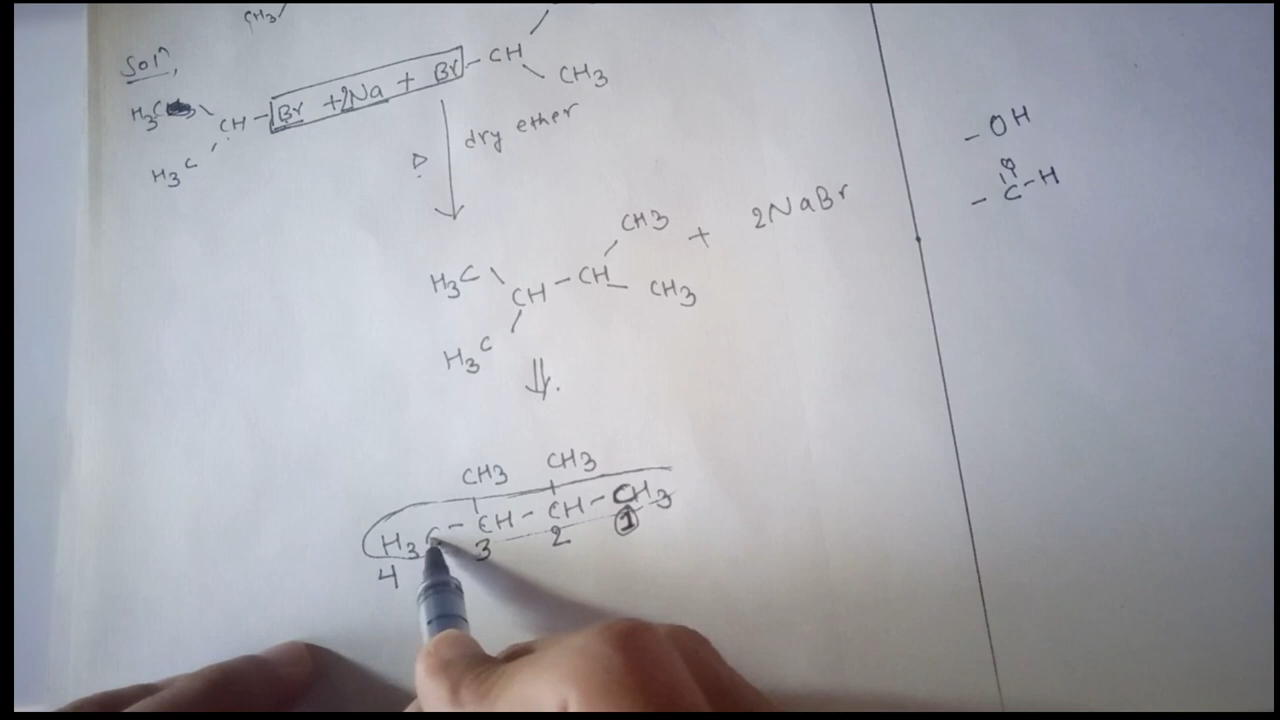 CH3
Solⁿ,
H3C CH - Br + 2Na + Br - CH CH3
H3C
Δ dry ether
- OH
O
- C - H
CH3 + 2NaBr
H3C CH - CH CH3
H3C
CH3 CH3
H3C - CH - CH - CH3
4 3 2 1